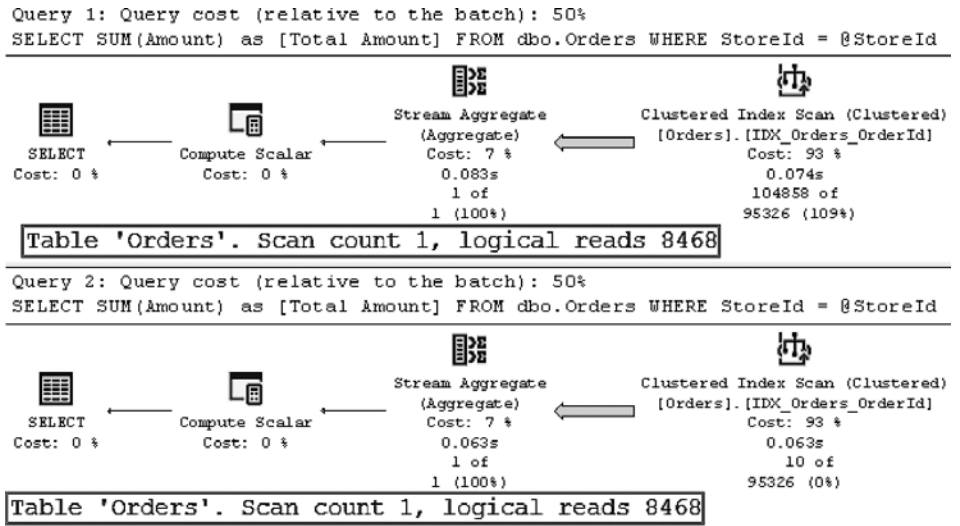 Query 1: Query cost (relative to the batch): 50%
SELECT SUM(Amount) as [Total Amount] FROM dbo.Orders WHERE StoreId = @StoreId
SELECT
Cost: 0 %
Compute Scalar
Cost: 0 %
Stream Aggregate
(Aggregate)
Cost: 7 %
0.083s
1 of
1 (100%)
Clustered Index Scan (Clustered)
[Orders].[IDX_Orders_OrderId]
Cost: 93 %
0.074s
104858 of
95326 (109%)
Table 'Orders'. Scan count 1, logical reads 8468
Query 2: Query cost (relative to the batch): 50%
SELECT SUM(Amount) as [Total Amount] FROM dbo.Orders WHERE StoreId = @StoreId
SELECT
Cost: 0 %
Compute Scalar
Cost: 0 %
Stream Aggregate
(Aggregate)
Cost: 7 %
0.063s
1 of
1 (100%)
Clustered Index Scan (Clustered)
[Orders].[IDX_Orders_OrderId]
Cost: 93 %
0.063s
10 of
95326 (0%)
Table 'Orders'. Scan count 1, logical reads 8468